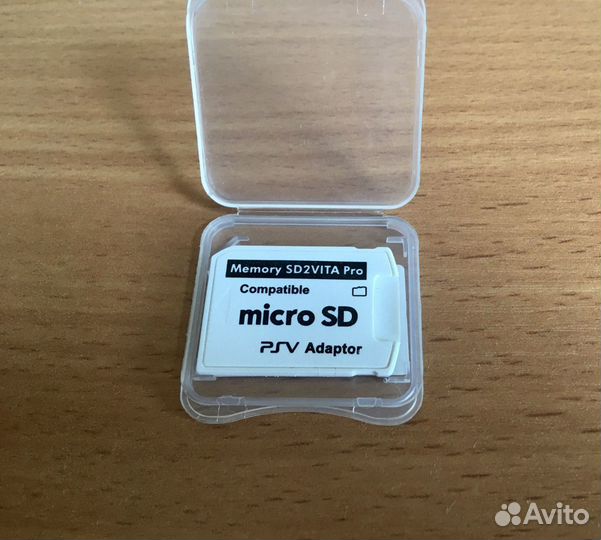 Memory SD2VITA Pro
Compatible
micro SD
PSV Adaptor
Avito